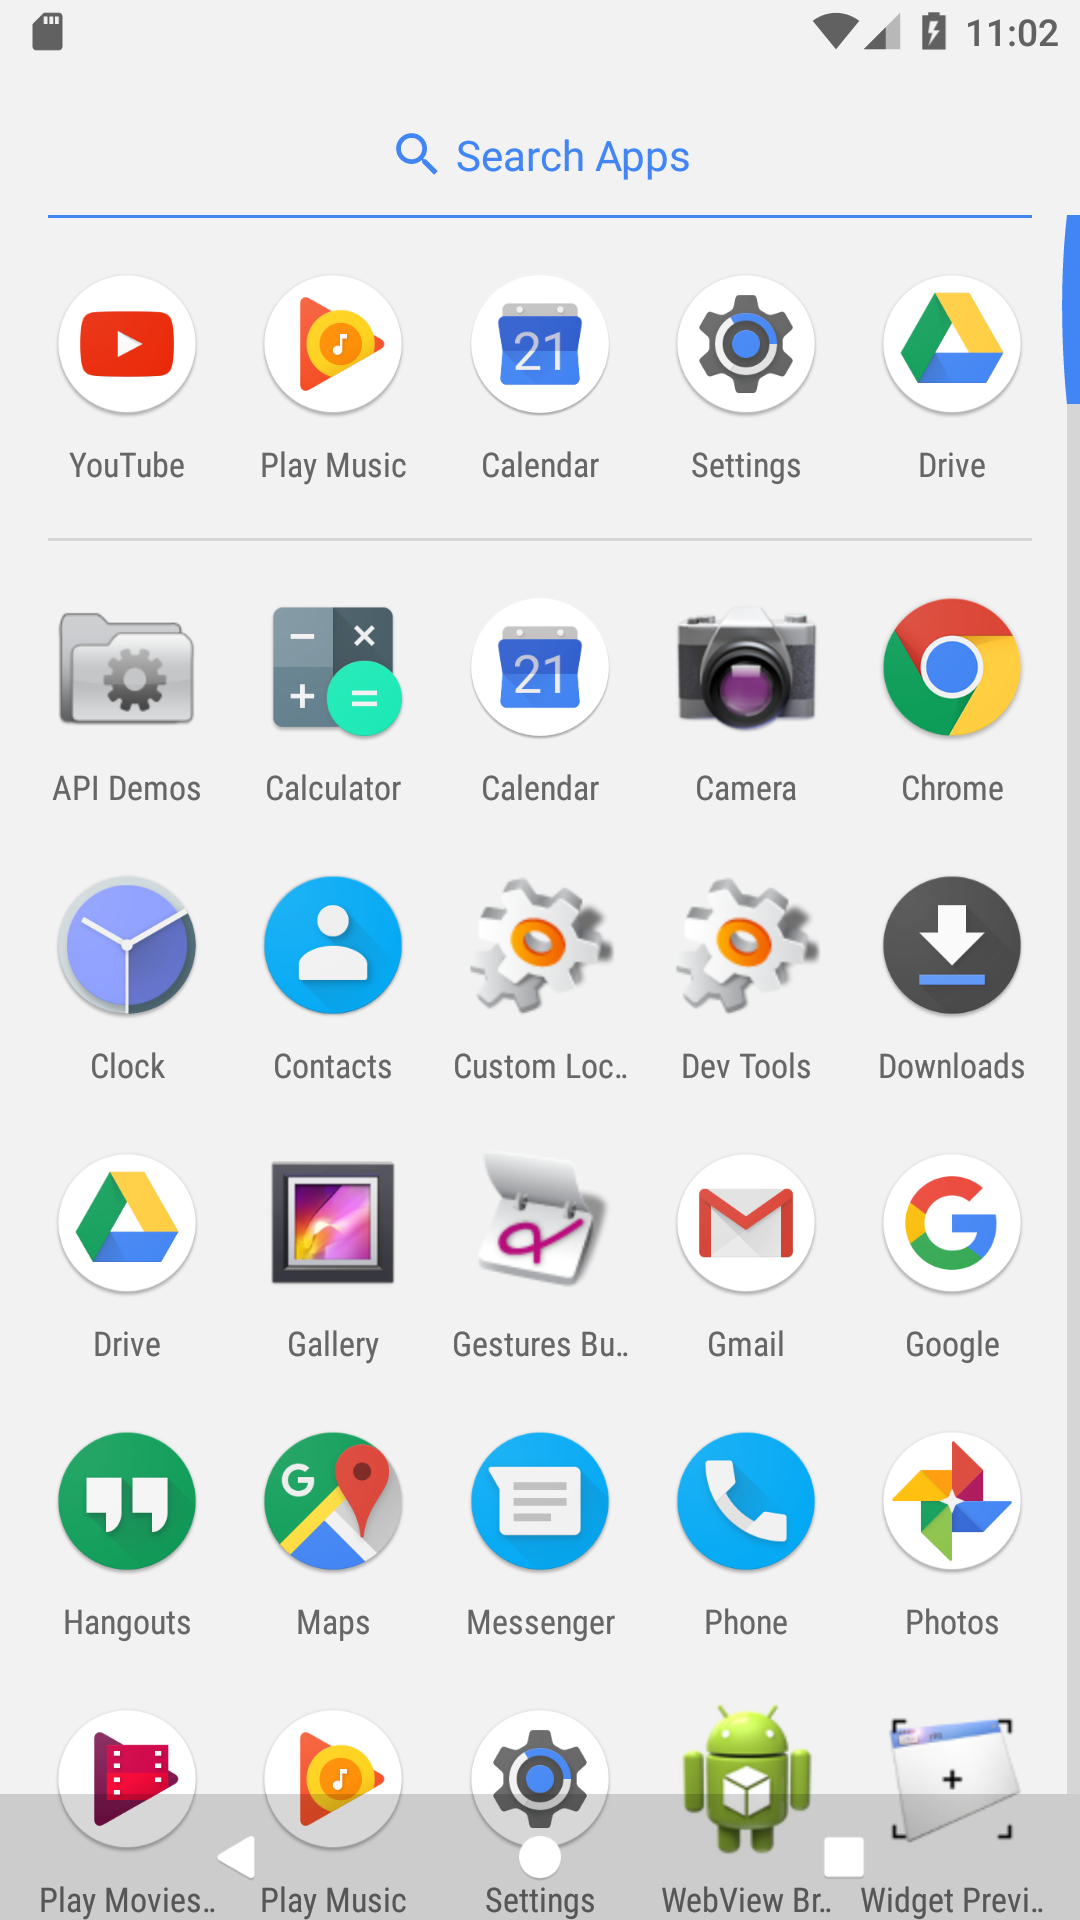 11:02
Search Apps
21
YouTube Play Music Calendar Settings Drive
21
API Demos Calculator Calendar Camera Chrome
Clock Contacts Custom Loc.. Dev Tools Downloads
Drive Gallery Gestures Bu.. Gmail Google
G
Hangouts Maps Messenger Phone Photos
Play Movies.. Play Music Settings WebView Br.. Widget Previ..